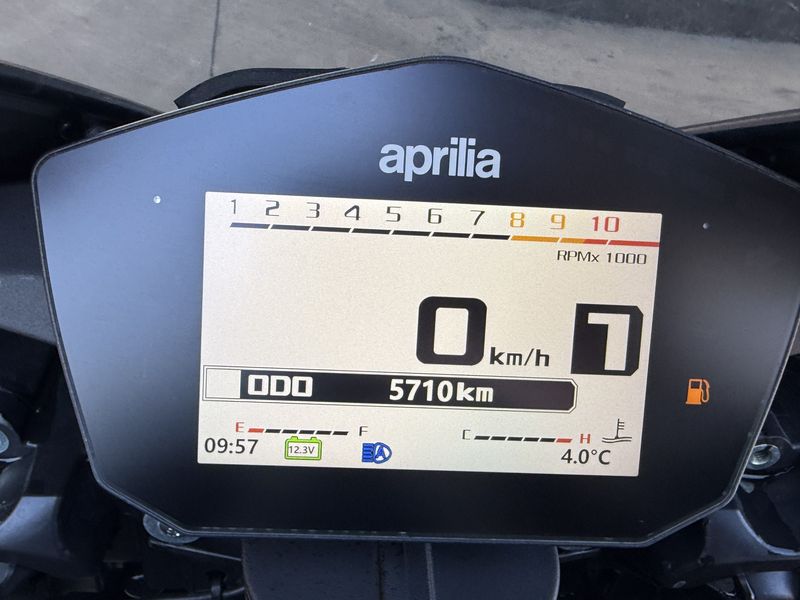 aprilia
1 2 3 4 5 6 7 8 9 10
RPMx 1000
0 km/h 1
ODO 5710km
E F C H
09:57 12.3V A 4.0°C